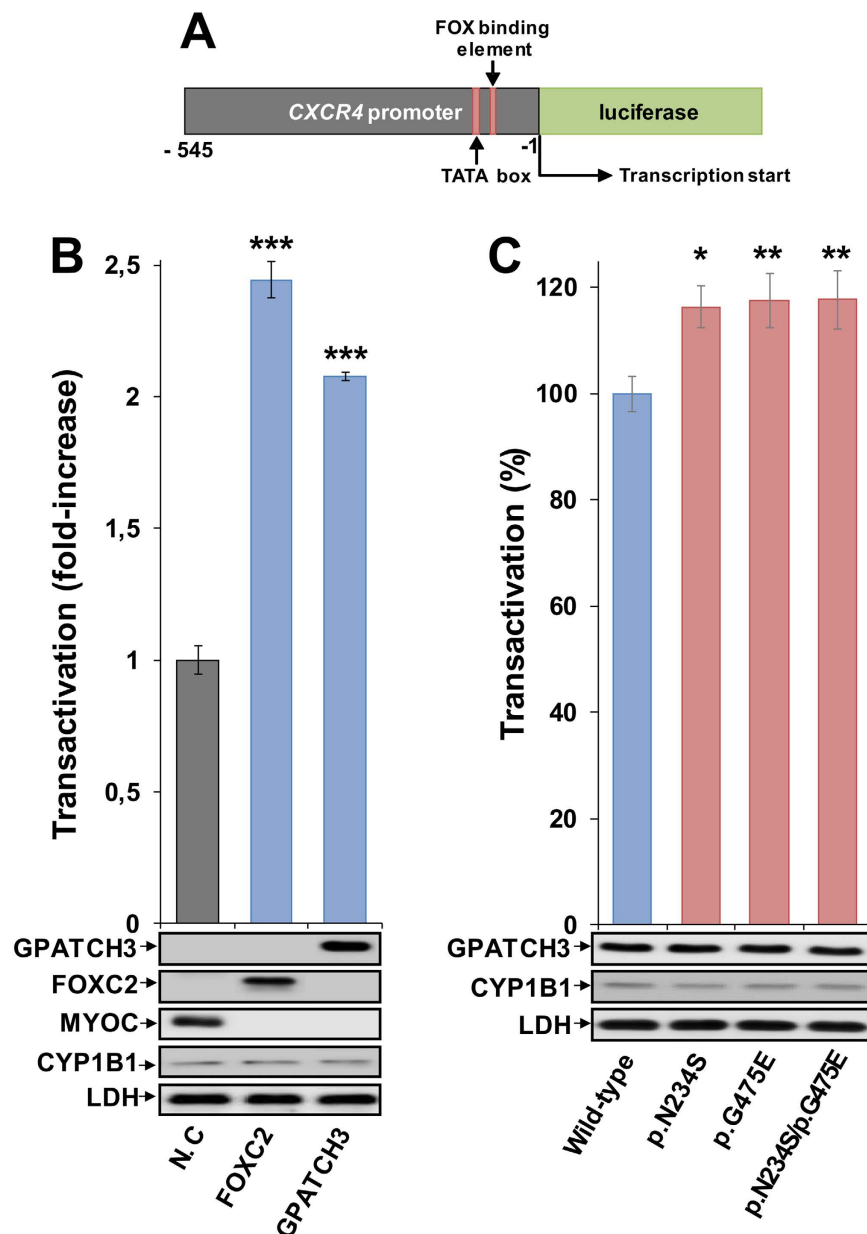 A
FOX binding
element
CXCR4 promoter
luciferase
- 545
-1
TATA box
Transcription start
B
Transactivation (fold-increase)
2,5
2
1,5
1
0,5
0
***
***
GPATCH3
FOXC2
MYOC
CYP1B1
LDH
N.C
FOXC2
GPATCH3
C
Transactivation (%)
120
100
80
60
40
20
0
*
**
**
GPATCH3
CYP1B1
LDH
Wild-type
p.N234S
p.G475E
p.N234S/p.G475E